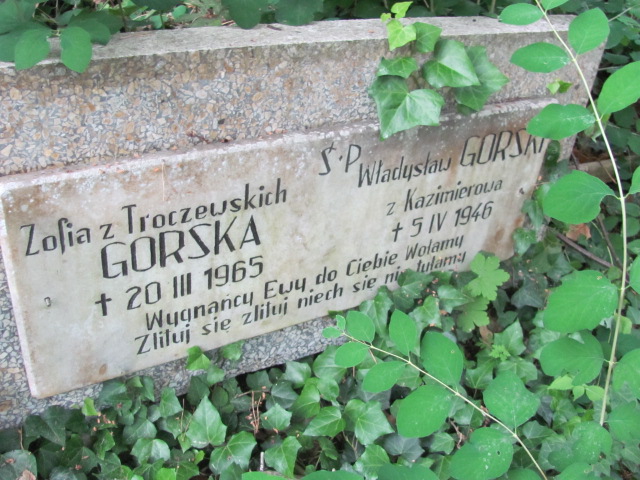 Ś·P
Zofia z Troczewskich
GORSKA
† 20 III 1965
Władysław GORSKI
z Kazimierowa
† 5 IV 1946
Wygnańcy Ewy do Ciebie Wołamy
Zlituj się zlituj niech się nie tułamy